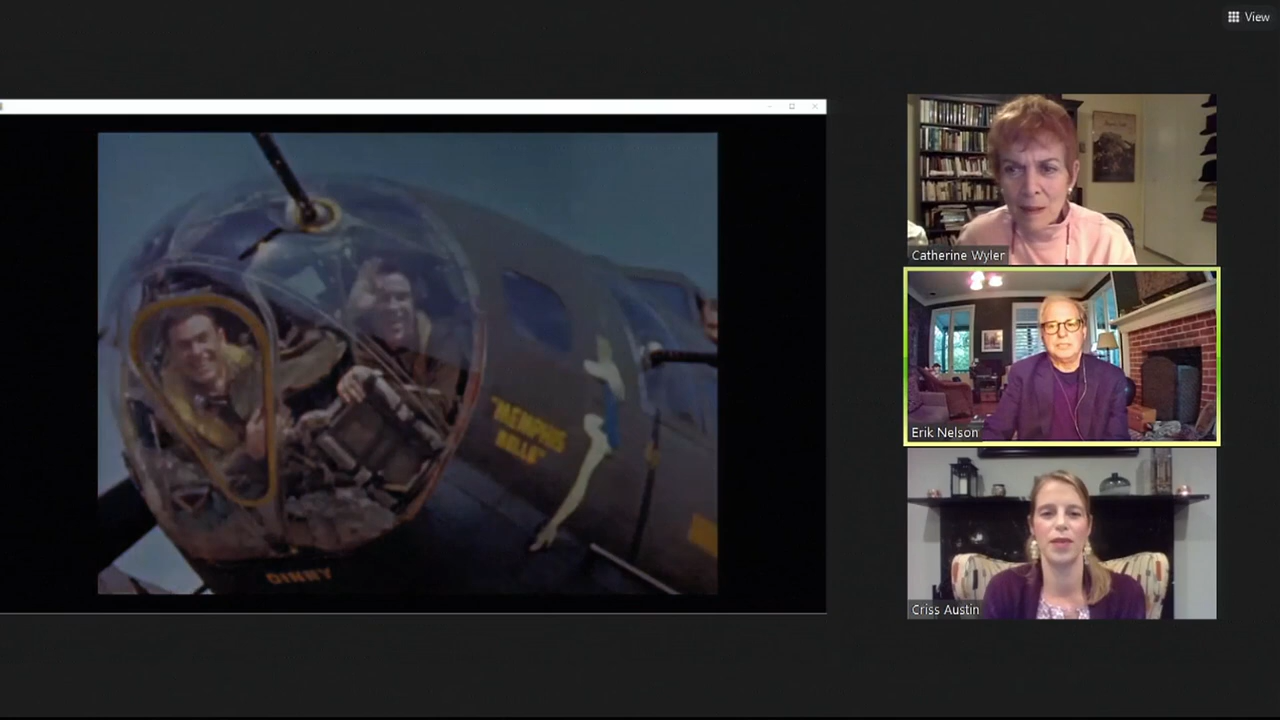 View
"MEMPHIS
BELLE"
DINNY
Catherine Wyler
Erik Nelson
Criss Austin